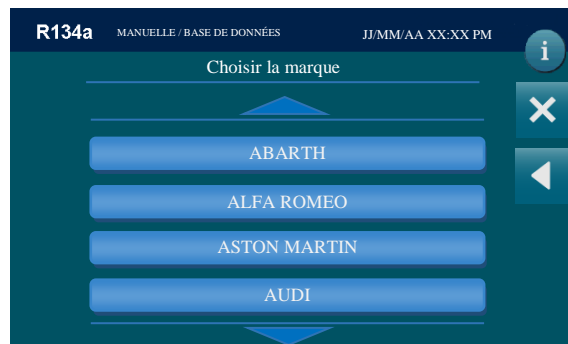 R134a MANUELLE / BASE DE DONNÉES JJ/MM/AA XX:XX PM
i
Choisir la marque
ABARTH
ALFA ROMEO
ASTON MARTIN
AUDI